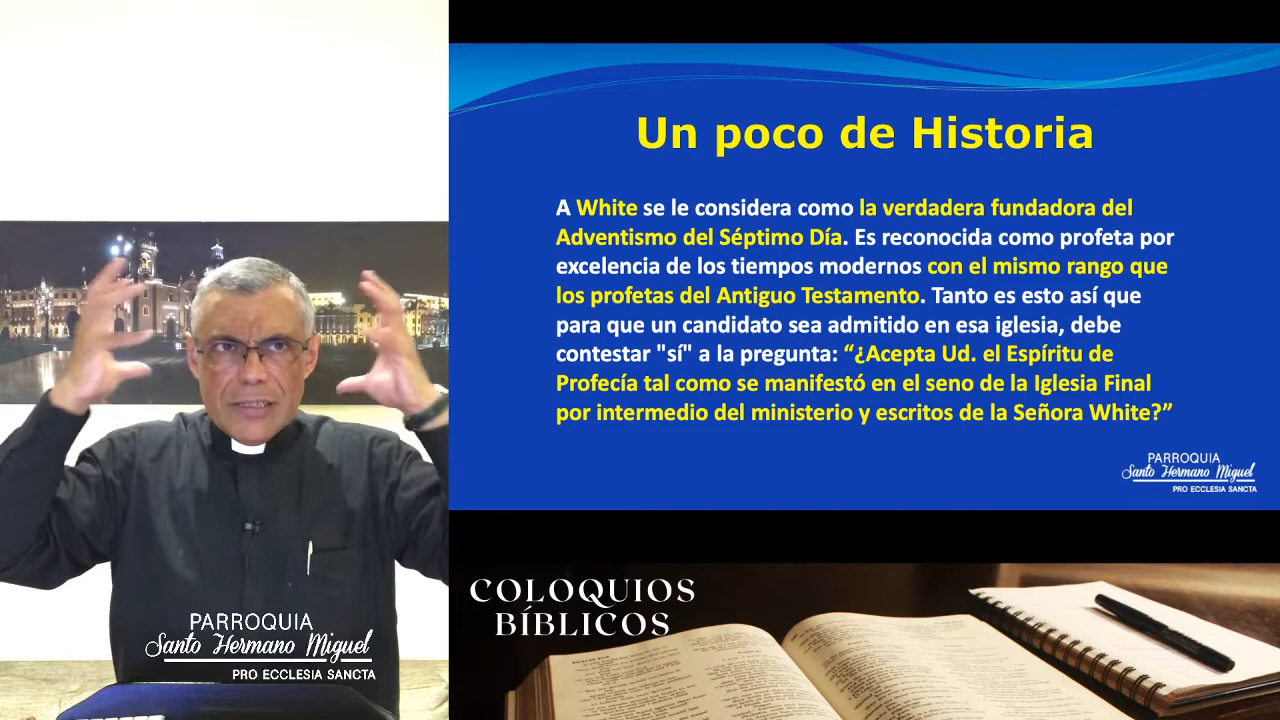 Un poco de Historia
A White se le considera como la verdadera fundadora del
Adventismo del Séptimo Día. Es reconocida como profeta por
excelencia de los tiempos modernos con el mismo rango que
los profetas del Antiguo Testamento. Tanto es esto así que
para que un candidato sea admitido en esa iglesia, debe
contestar "sí" a la pregunta: “¿Acepta Ud. el Espíritu de
Profecía tal como se manifestó en el seno de la Iglesia Final
por intermedio del ministerio y escritos de la Señora White?”
PARROQUIA
Santo Hermano Miguel
PRO ECCLESIA SANCTA
COLOQUIOS
BÍBLICOS
PARROQUIA
Santo Hermano Miguel
PRO ECCLESIA SANCTA